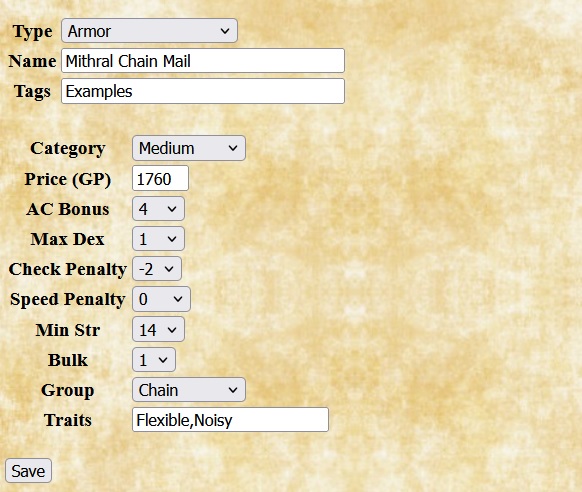 Type Armor
Name Mithral Chain Mail
Tags Examples
Category Medium
Price (GP) 1760
AC Bonus 4
Max Dex 1
Check Penalty -2
Speed Penalty 0
Min Str 14
Bulk 1
Group Chain
Traits Flexible,Noisy
Save